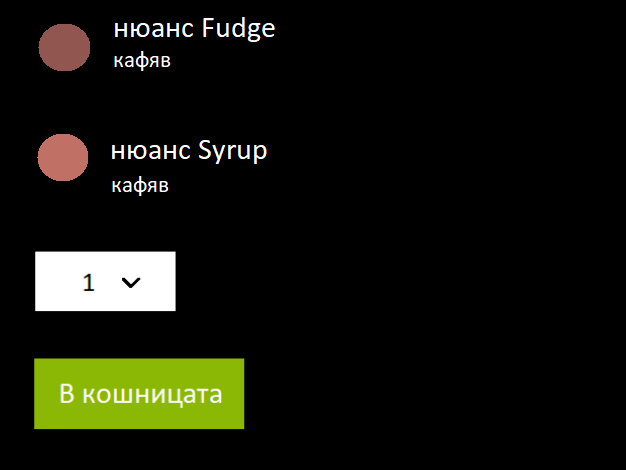 нюанс Fudge
кафяв
нюанс Syrup
кафяв
1
В кошницата